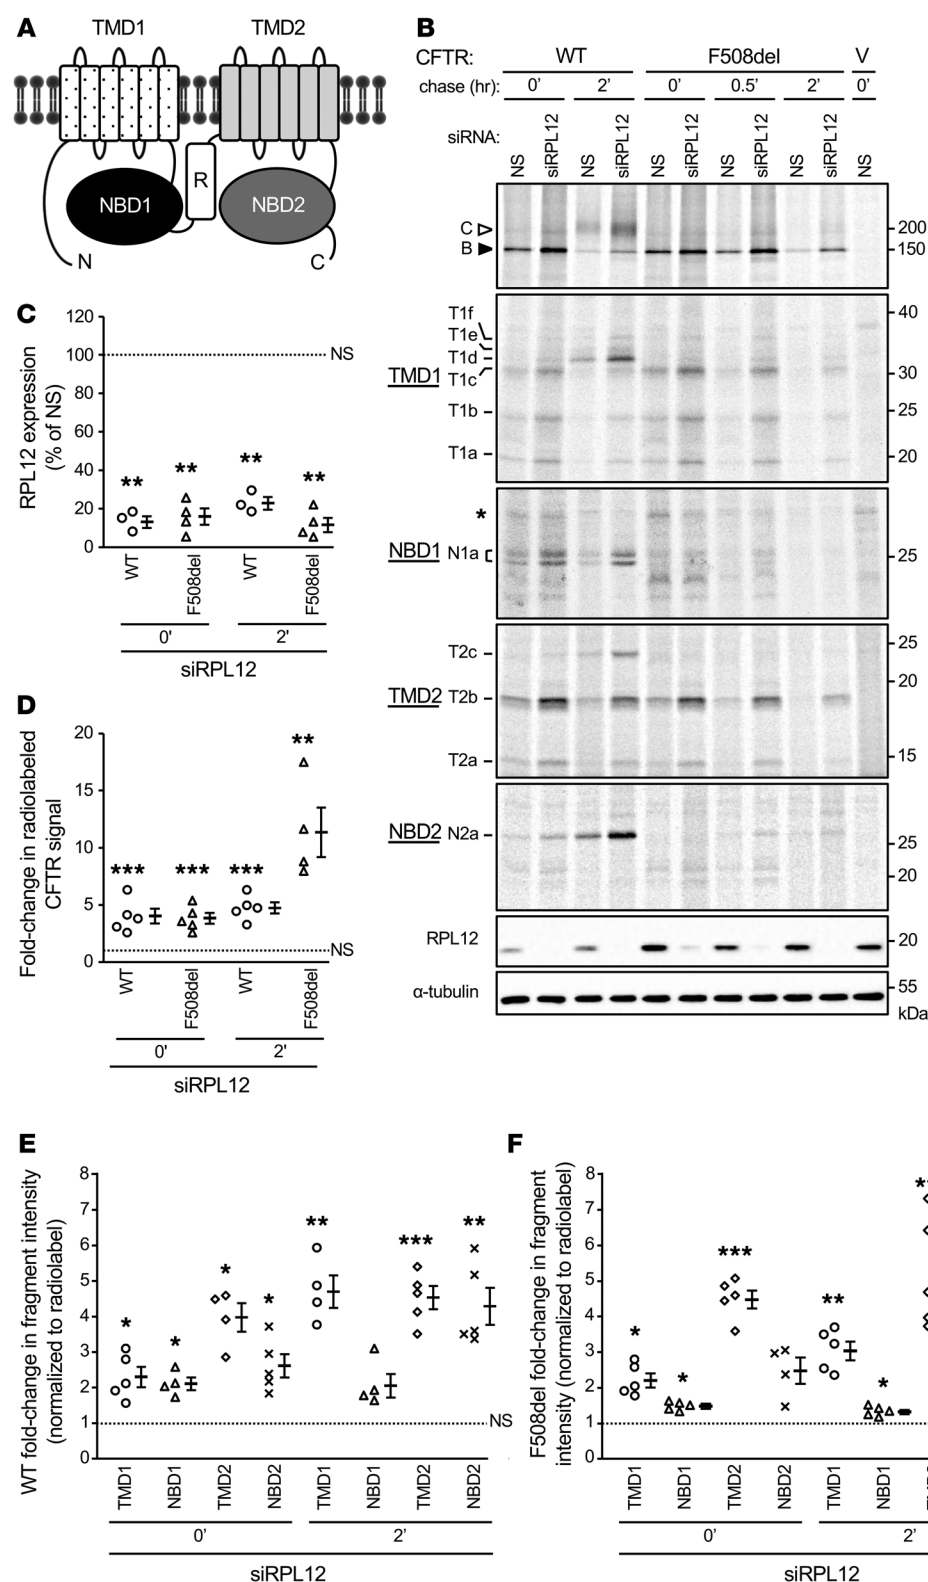 A
TMD1 TMD2
NBD1 R NBD2
N C
B
CFTR: WT F508del V
chase (hr): 0' 2' 0' 0.5' 2' 0'
siRNA: NS siRPL12 NS siRPL12 NS siRPL12 NS siRPL12 NS siRPL12 NS
C 200
B 150
T1f 40
T1e
T1d
TMD1 T1c 30
T1b 25
T1a 20
*
NBD1 N1a 25
T2c 25
20
TMD2 T2b
T2a 15
NBD2 N2a 25
20
RPL12 20
α-tubulin 55
kDa
C
RPL12 expression
(% of NS)
120
100 NS
80
60
40
20
0
** ** ** **
WT F508del WT F508del
0' 2'
siRPL12
D
Fold-change in radiolabeled
CFTR signal
20
15
10
5
0
*** *** *** **
NS
WT F508del WT F508del
0' 2'
siRPL12
E
WT fold-change in fragment intensity
(normalized to radiolabel)
8
7
6
5
4
3
2
1
0
* * * * ** *** **
NS
TMD1 NBD1 TMD2 NBD2 TMD1 NBD1 TMD2 NBD2
0' 2'
siRPL12
F
F508del fold-change in fragment
intensity (normalized to radiolabel)
8
7
6
5
4
3
2
1
0
* * *** ** *
TMD1 NBD1 TMD2 NBD2 TMD1 NBD1
0' 2'
siRPL12